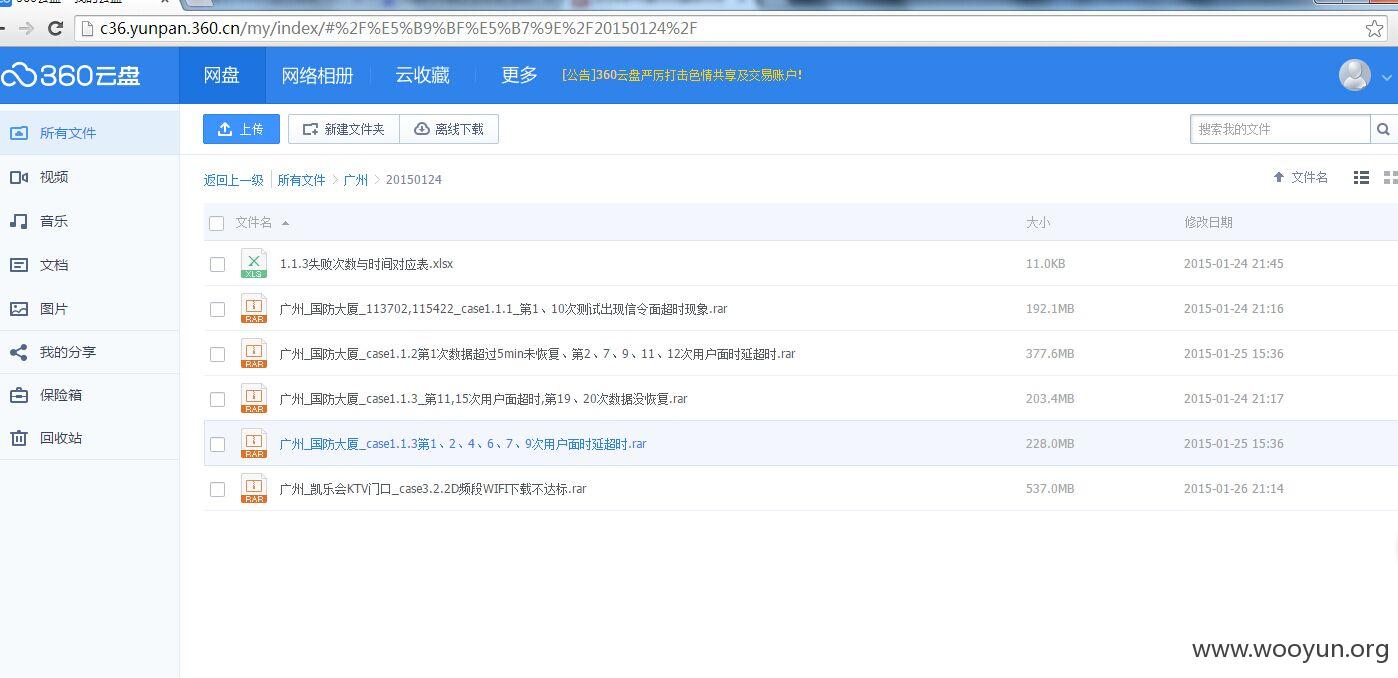 c36.yunpan.360.cn/my/index/#%2F%E5%B9%BF%E5%B7%9E%2F20150124%2F
360云盘
网盘
网络相册
云收藏
更多
[公告]360云盘严厉打击色情共享及交易账户!
所有文件
视频
音乐
文档
图片
我的分享
保险箱
回收站
上传
新建文件夹
离线下载
搜索我的文件
返回上一级 | 所有文件 > 广州 > 20150124
文件名
文件名 大小 修改日期
XLS 1.1.3失败次数与时间对应表.xlsx 11.0KB 2015-01-24 21:45
RAR 广州_国防大厦_113702,115422_case1.1.1_第1、10次测试出现信令面超时现象.rar 192.1MB 2015-01-24 21:16
RAR 广州_国防大厦_case1.1.2第1次数据超过5min未恢复、第2、7、9、11、12次用户面时延超时.rar 377.6MB 2015-01-25 15:36
RAR 广州_国防大厦_case1.1.3_第11,15次用户面超时,第19、20次数据没恢复.rar 203.4MB 2015-01-24 21:17
RAR 广州_国防大厦_case1.1.3第1、2、4、6、7、9次用户面时延超时.rar 228.0MB 2015-01-25 15:36
RAR 广州_凯乐会KTV门口_case3.2.2D频段WIFI下载不达标.rar 537.0MB 2015-01-26 21:14
www.wooyun.org